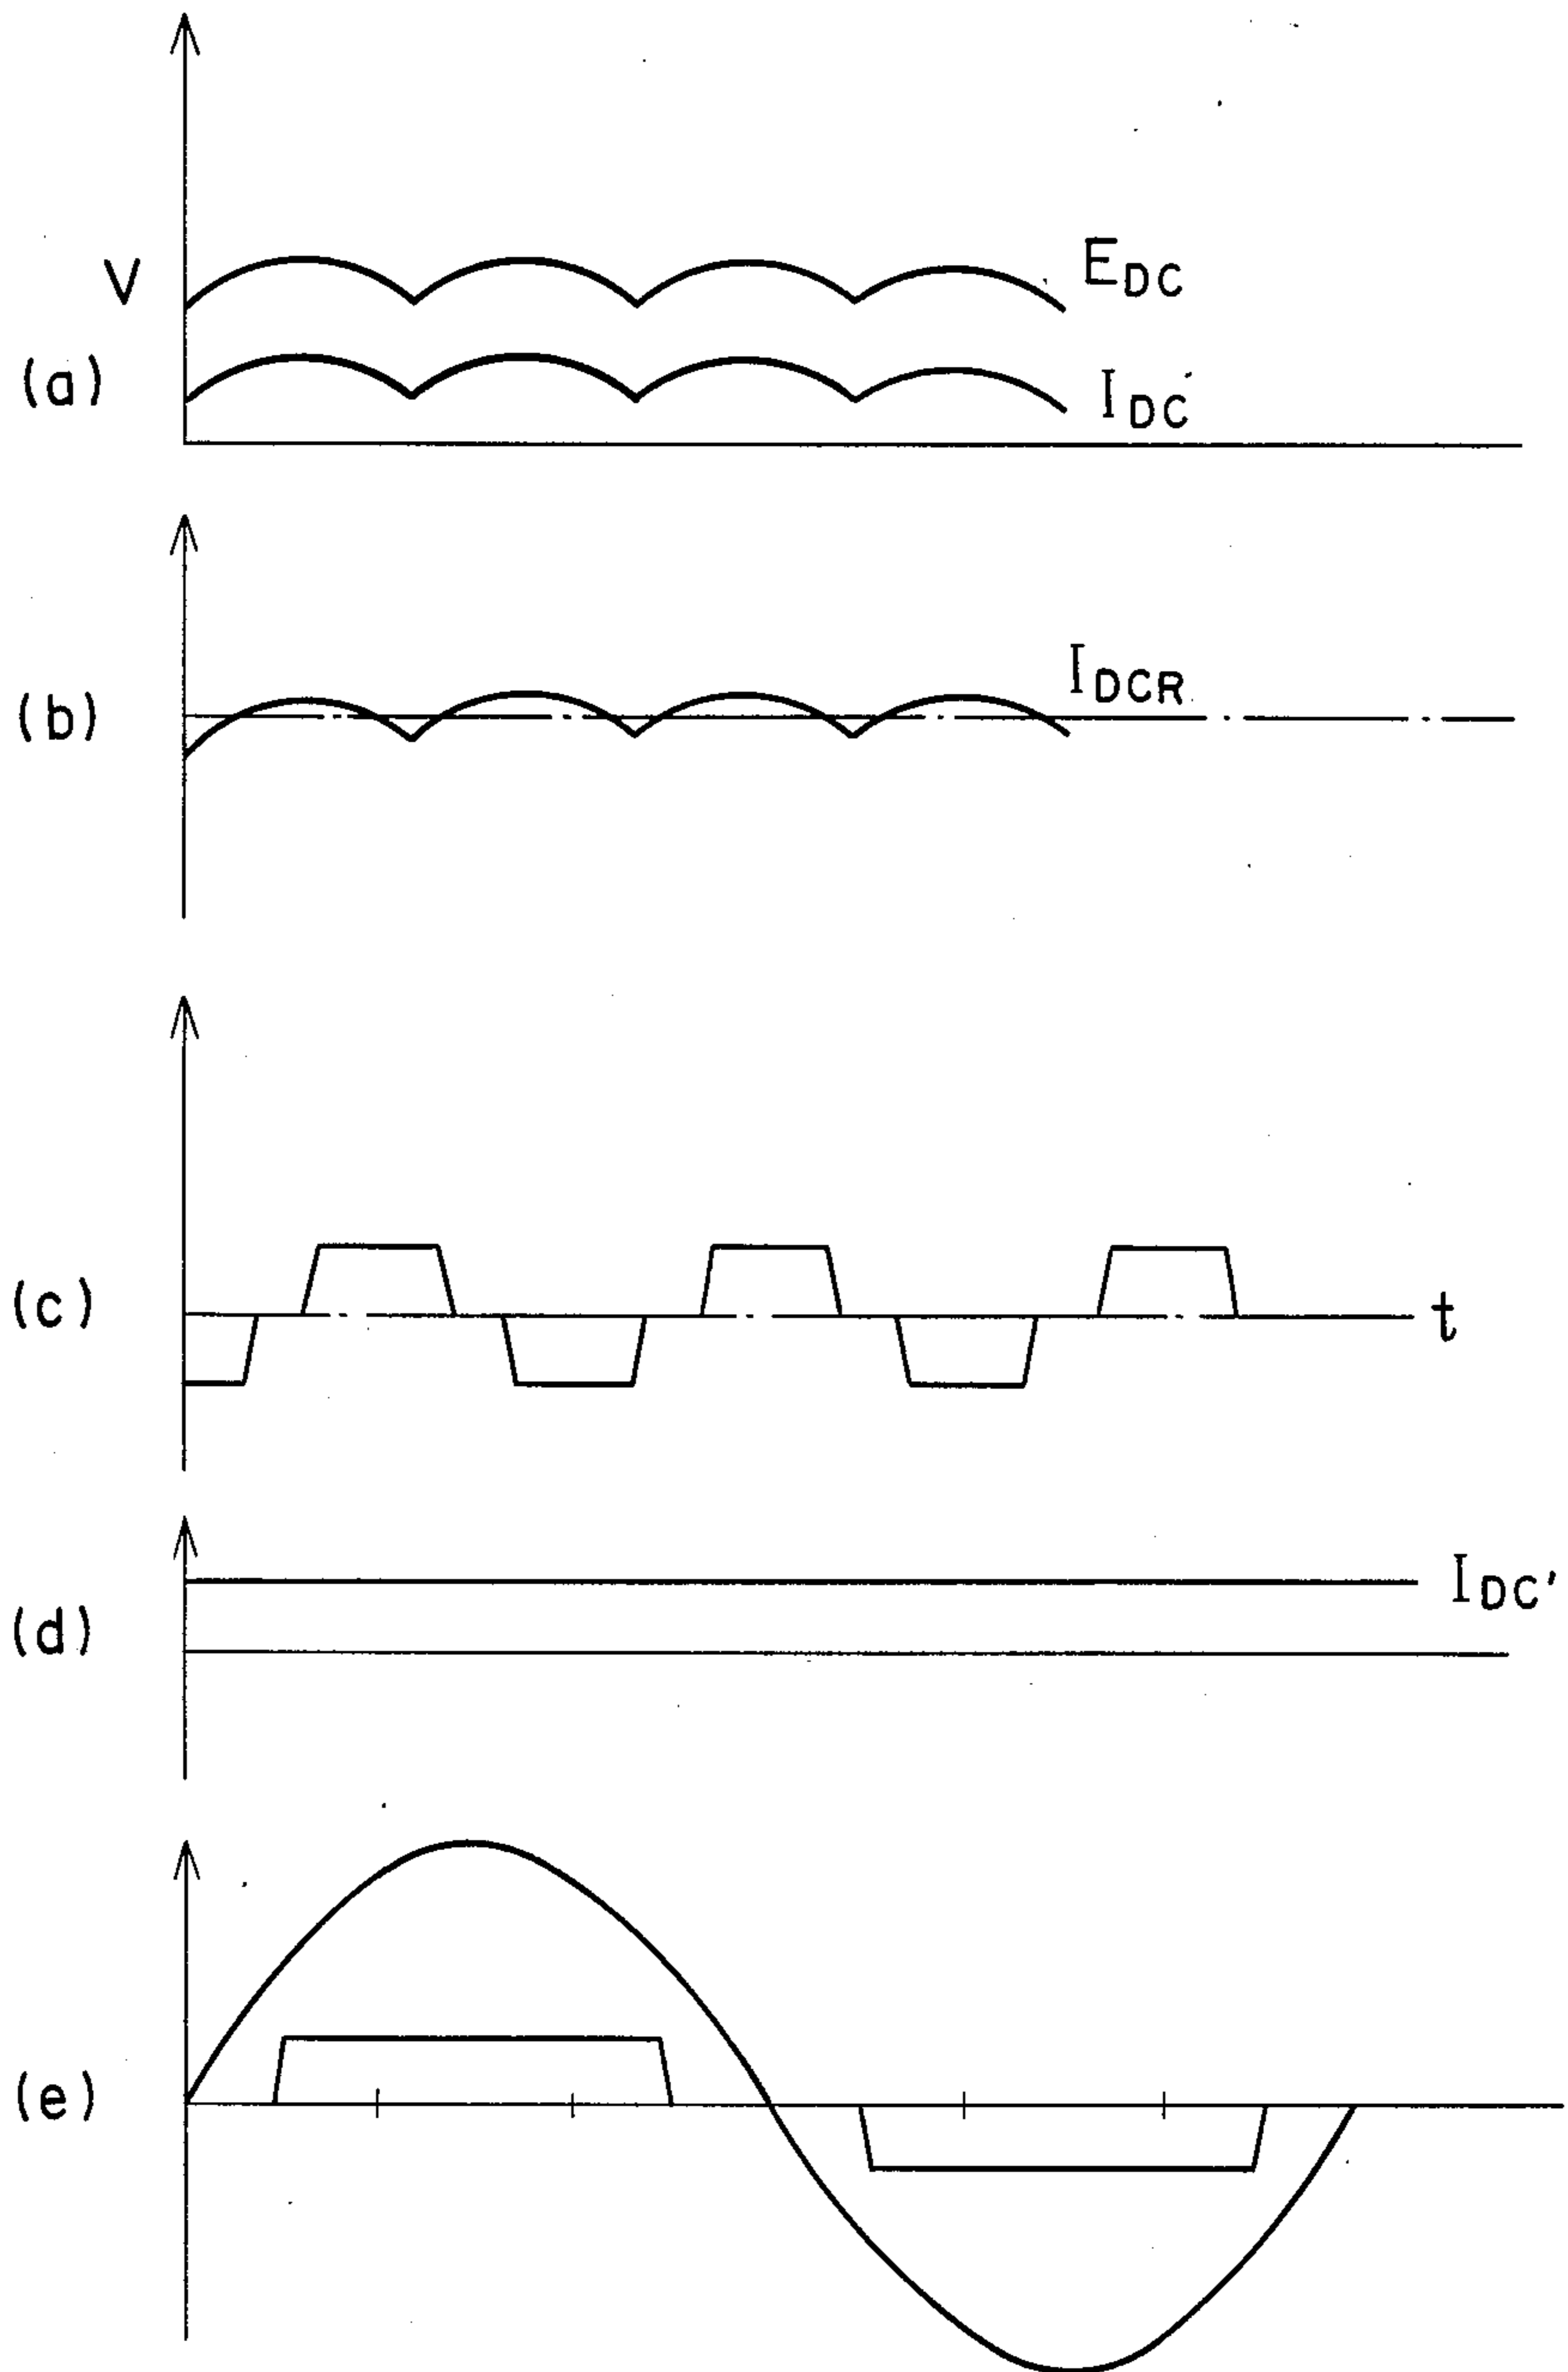 V
E_DC
(a)
I_DC
I_DCR
(b)
(c)
t
I_DC'
(d)
(e)